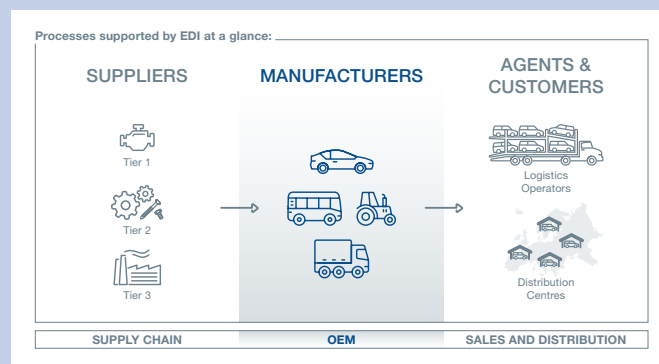 Processes supported by EDI at a glance:
SUPPLIERS
MANUFACTURERS
AGENTS &
CUSTOMERS
Tier 1
Tier 2
Tier 3
Logistics
Operators
Distribution
Centres
SUPPLY CHAIN
OEM
SALES AND DISTRIBUTION